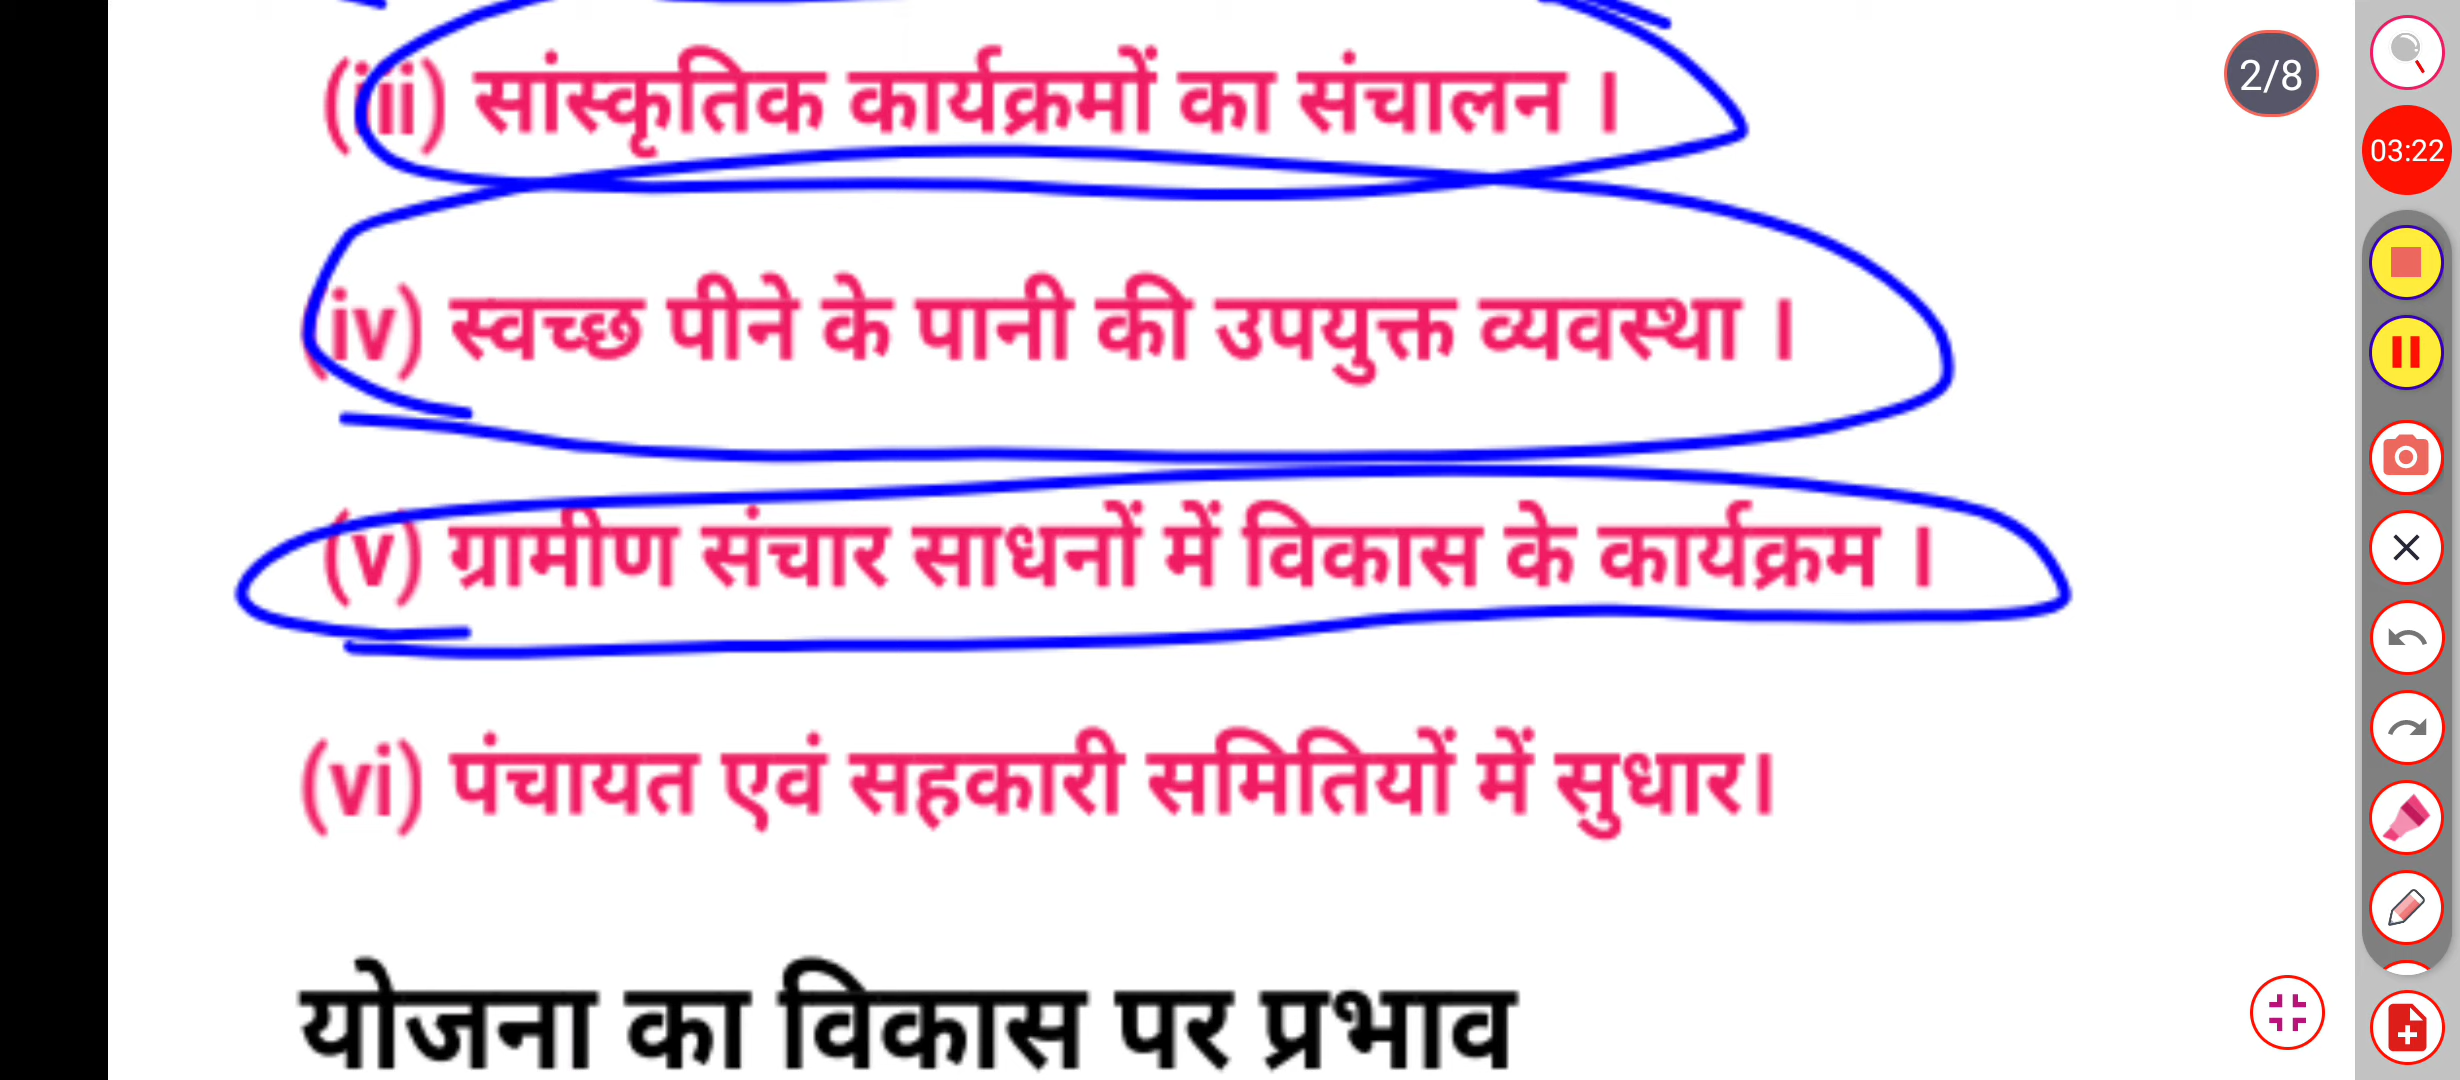 (iii) सांस्कृतिक कार्यक्रमों का संचालन ।
2/8
03:22
(iv) स्वच्छ पीने के पानी की उपयुक्त व्यवस्था ।
(v) ग्रामीण संचार साधनों में विकास के कार्यक्रम ।
(vi) पंचायत एवं सहकारी समितियों में सुधार।
योजना का विकास पर प्रभाव